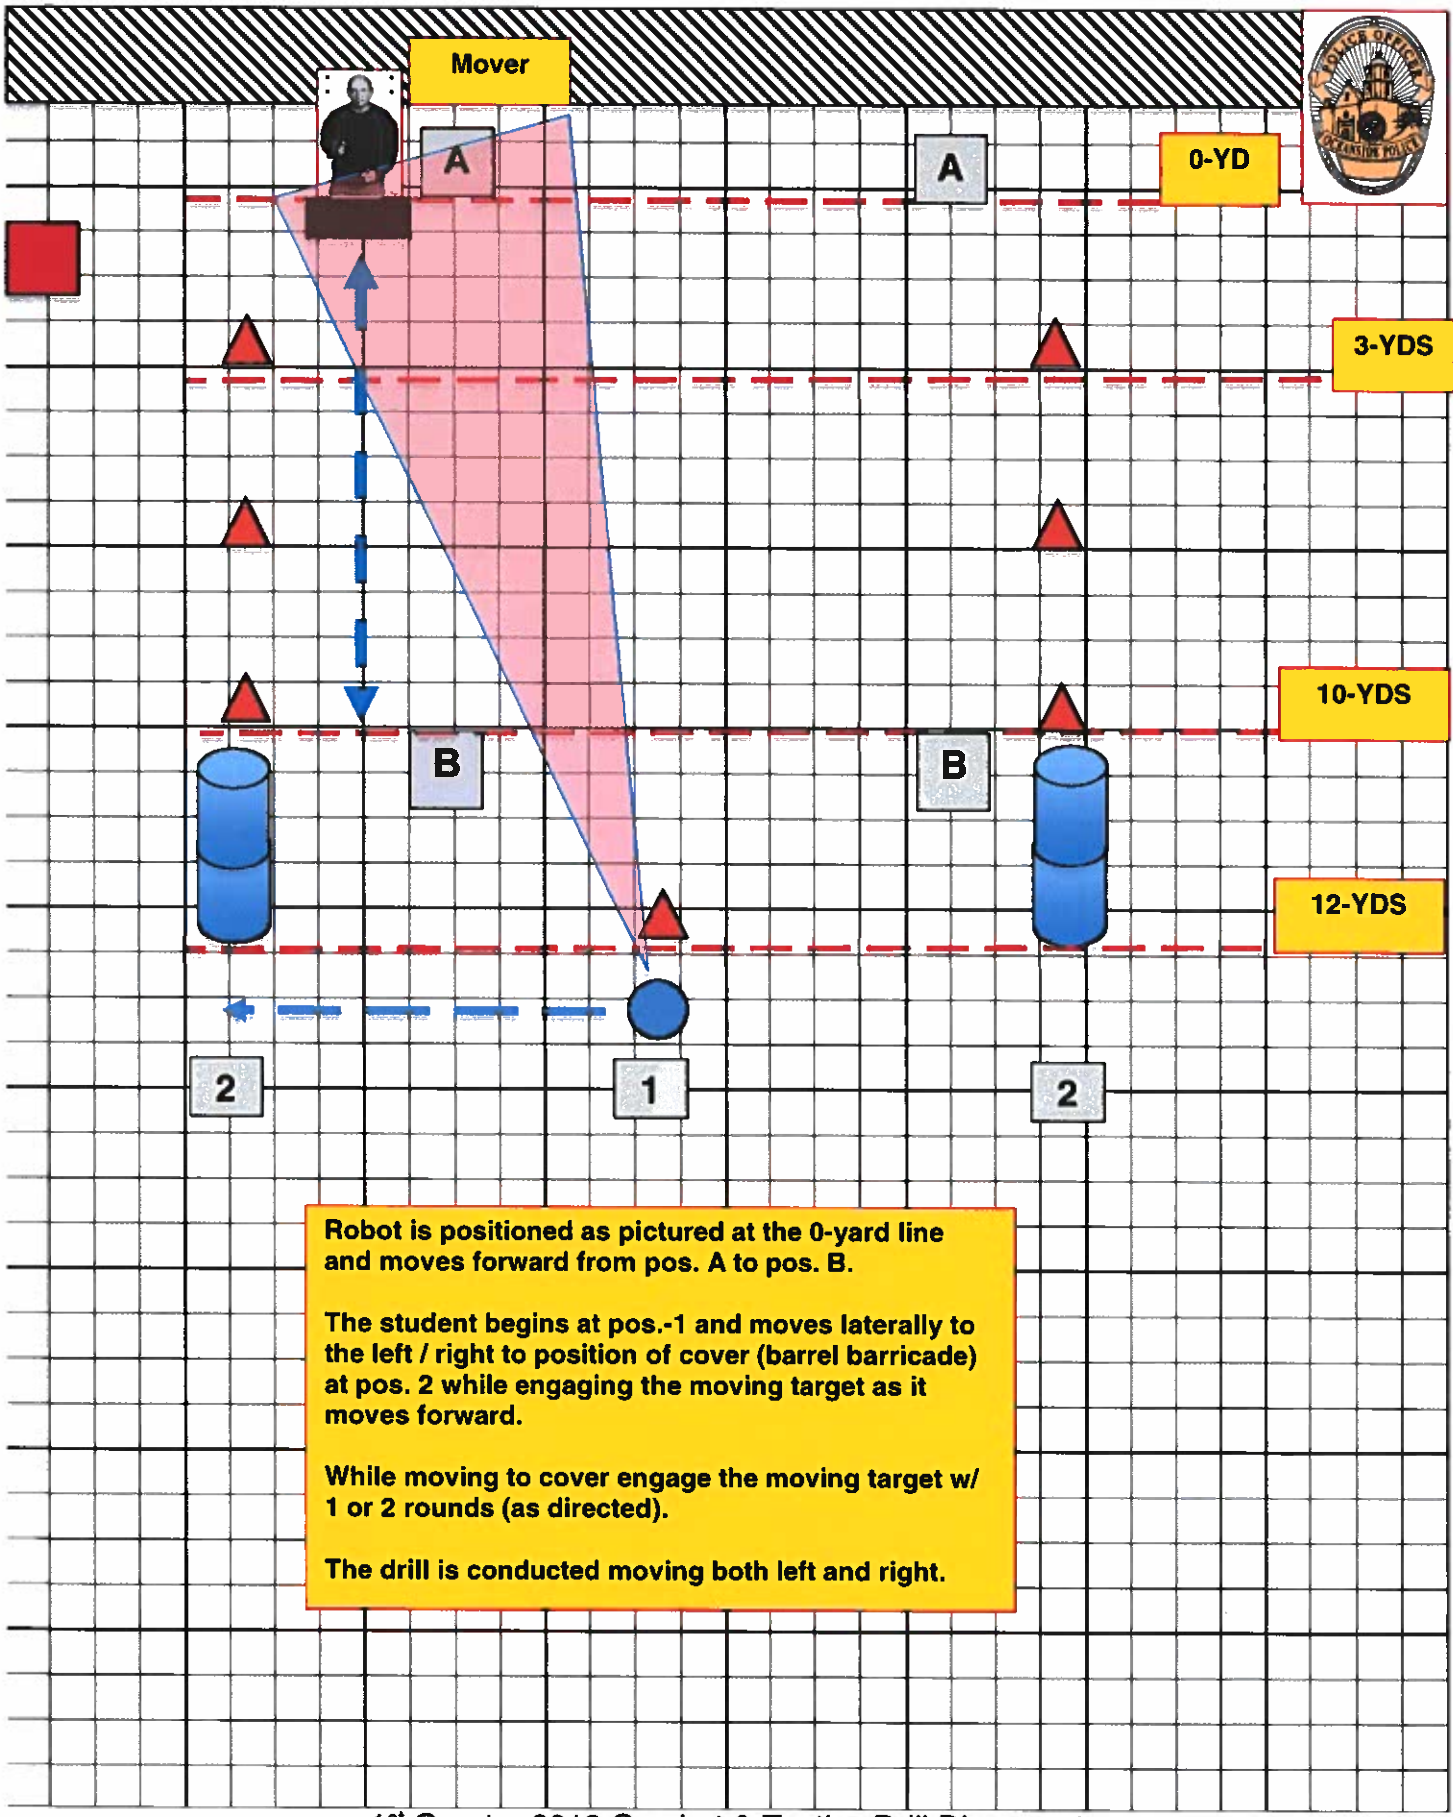 Mover
POLICE OFFICER
OCEANSIDE POLICE
A
A
0-YD
3-YDS
10-YDS
B
B
12-YDS
2
1
2
Robot is positioned as pictured at the 0-yard line
and moves forward from pos. A to pos. B.
The student begins at pos.-1 and moves laterally to
the left / right to position of cover (barrel barricade)
at pos. 2 while engaging the moving target as it
moves forward.
While moving to cover engage the moving target w/
1 or 2 rounds (as directed).
The drill is conducted moving both left and right.